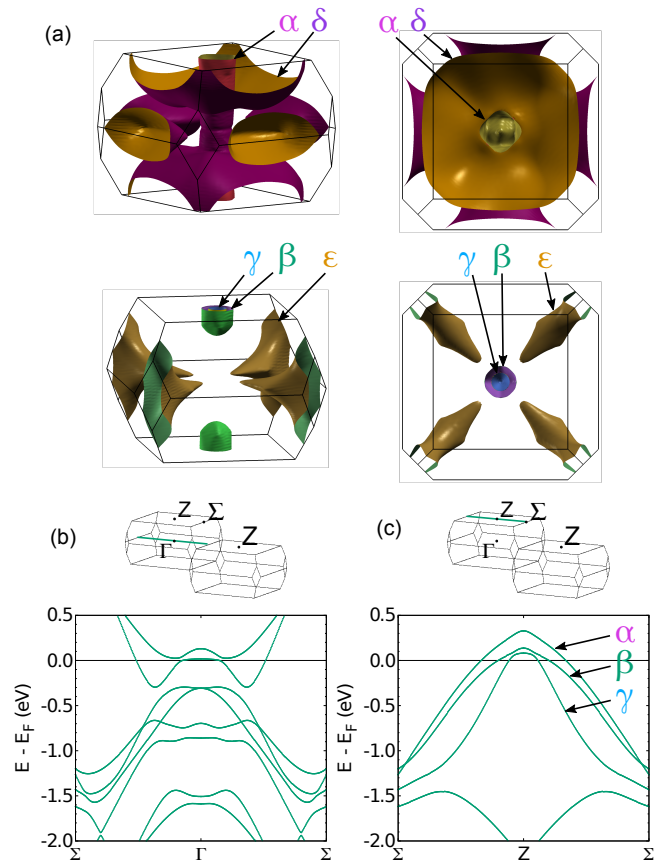 (a)
α δ
α δ
γ β ε
γ β ε
(b)
Z Σ
Γ
Z
(c)
Z Σ
Γ
Z
E - E_F (eV)
0.5
0.0
-0.5
-1.0
-1.5
-2.0
Σ Γ Σ
E - E_F (eV)
0.5
0.0
-0.5
-1.0
-1.5
-2.0
α
β
γ
Σ Z Σ